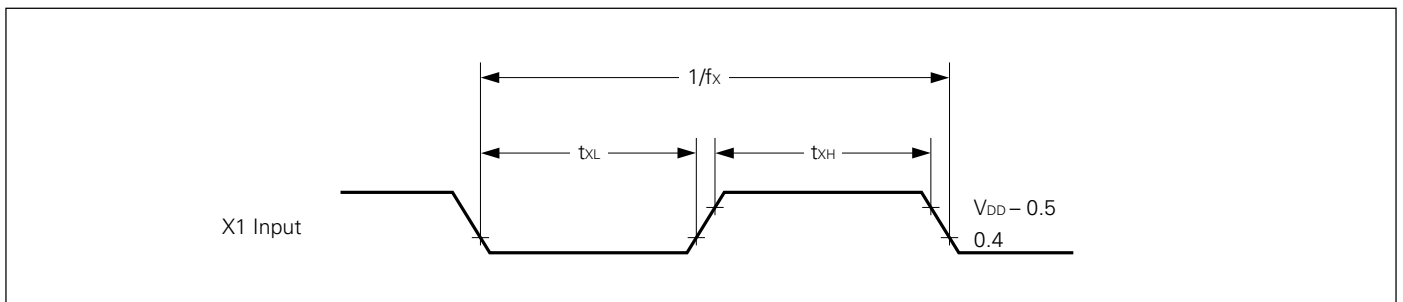 1/fX
tXL
tXH
X1 Input
VDD – 0.5
0.4